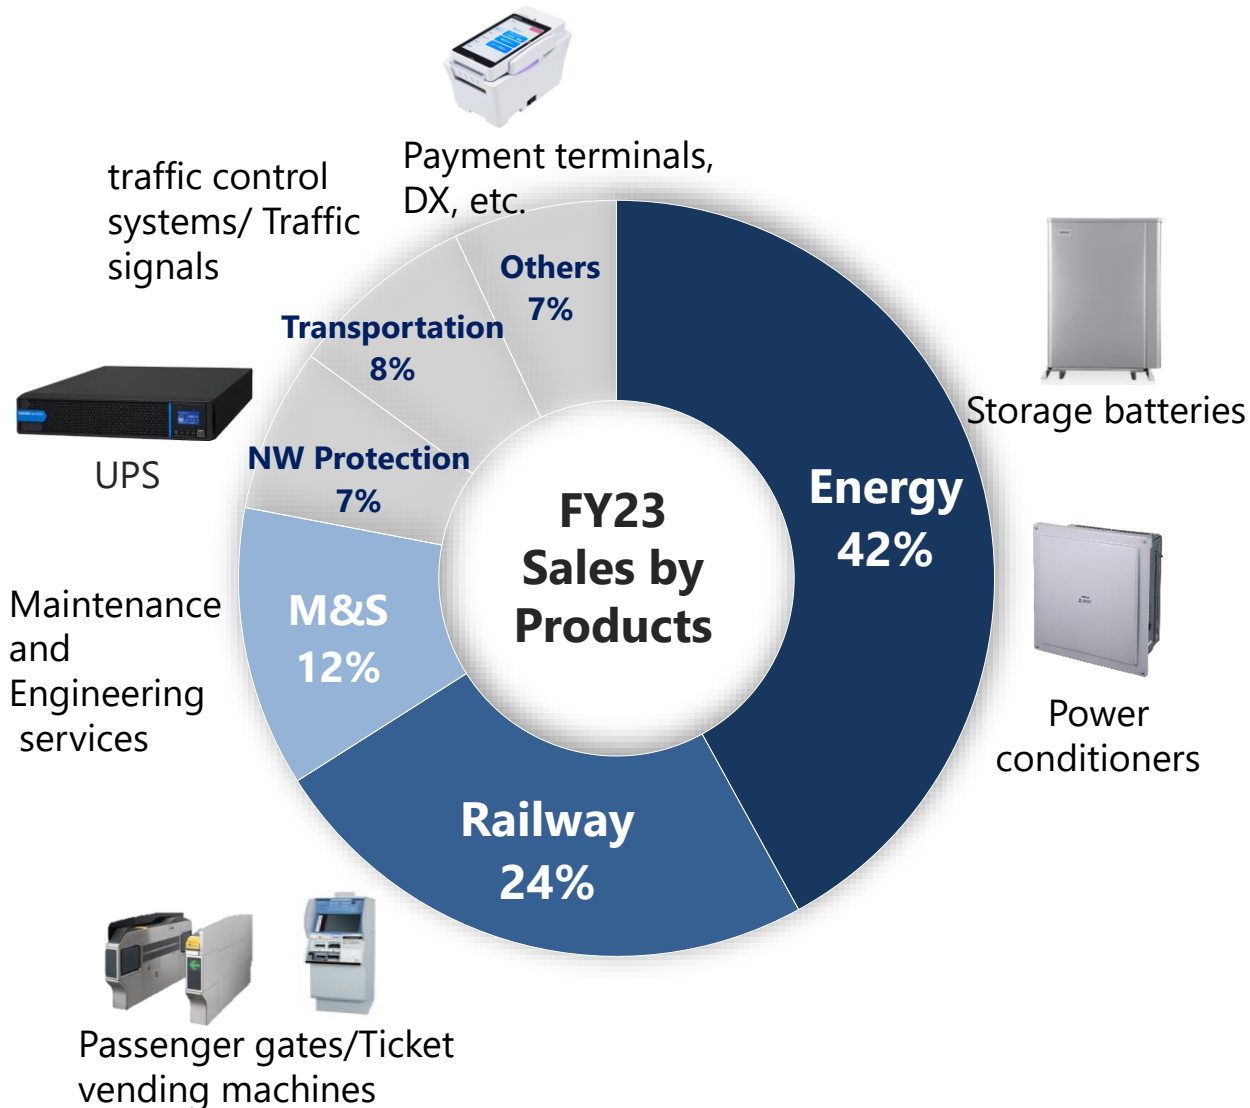 Payment terminals,
DX, etc.
traffic control
systems/ Traffic
signals
Others
7%
Transportation
8%
Storage batteries
NW Protection
7%
UPS
Energy
42%
FY23
Sales by
Products
M&S
12%
Maintenance
and
Engineering
services
Power
conditioners
Railway
24%
Passenger gates/Ticket
vending machines